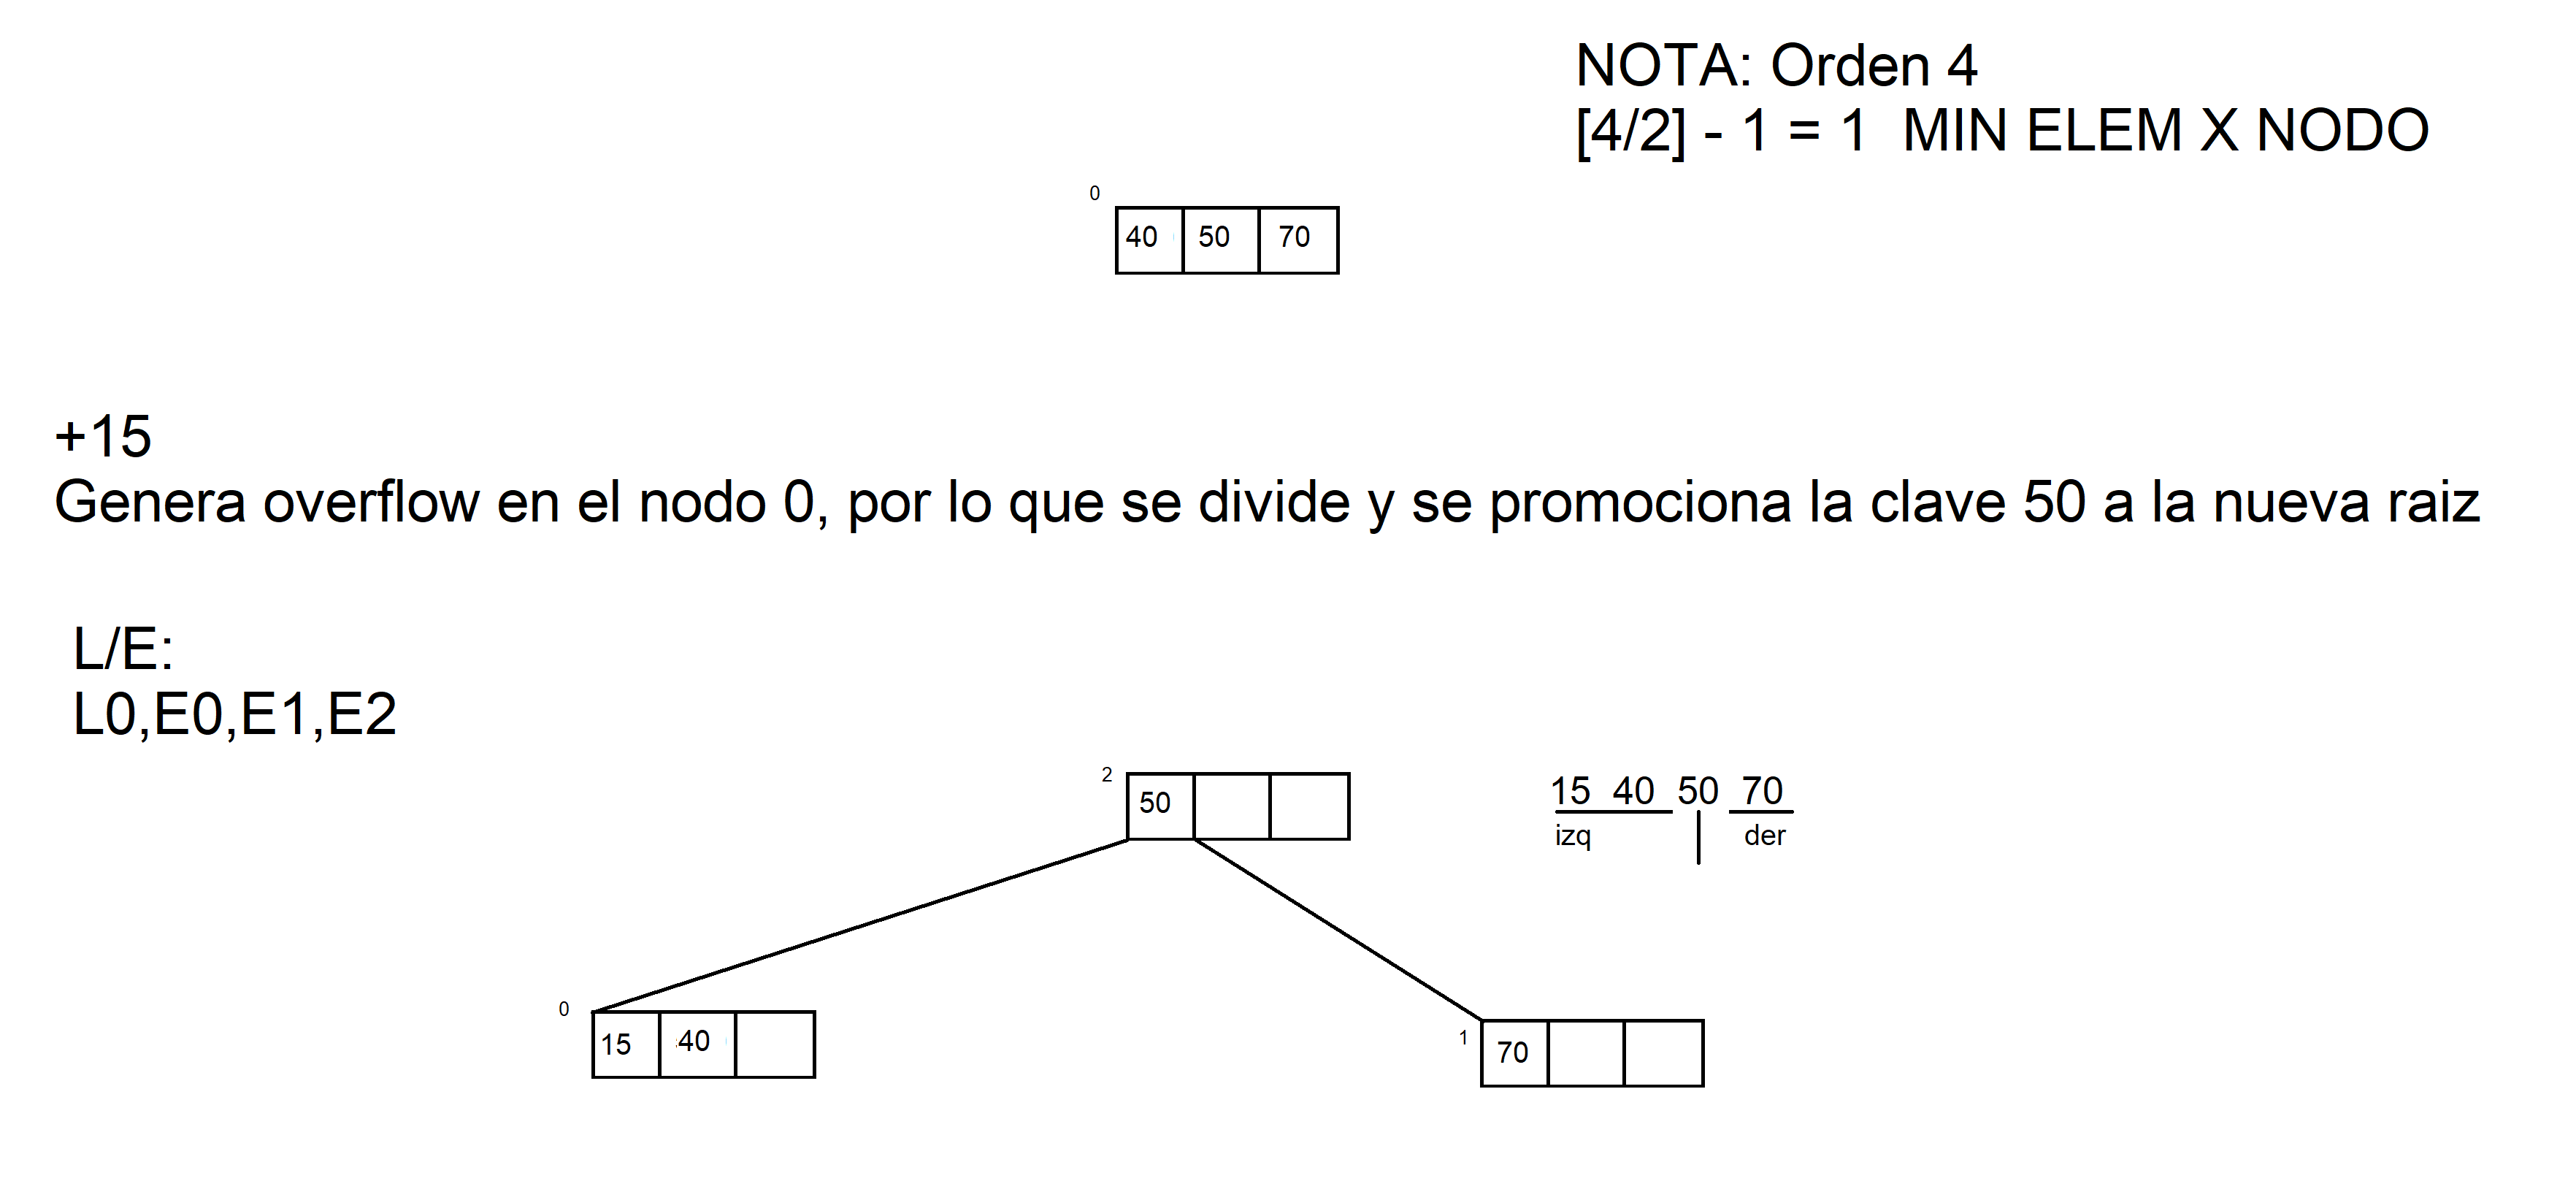 NOTA: Orden 4
[4/2] - 1 = 1  MIN ELEM X NODO
0
40 50 70
+15
Genera overflow en el nodo 0, por lo que se divide y se promociona la clave 50 a la nueva raiz
L/E:
L0,E0,E1,E2
2
50
15 40 50 70
izq der
0
15 40
1
70